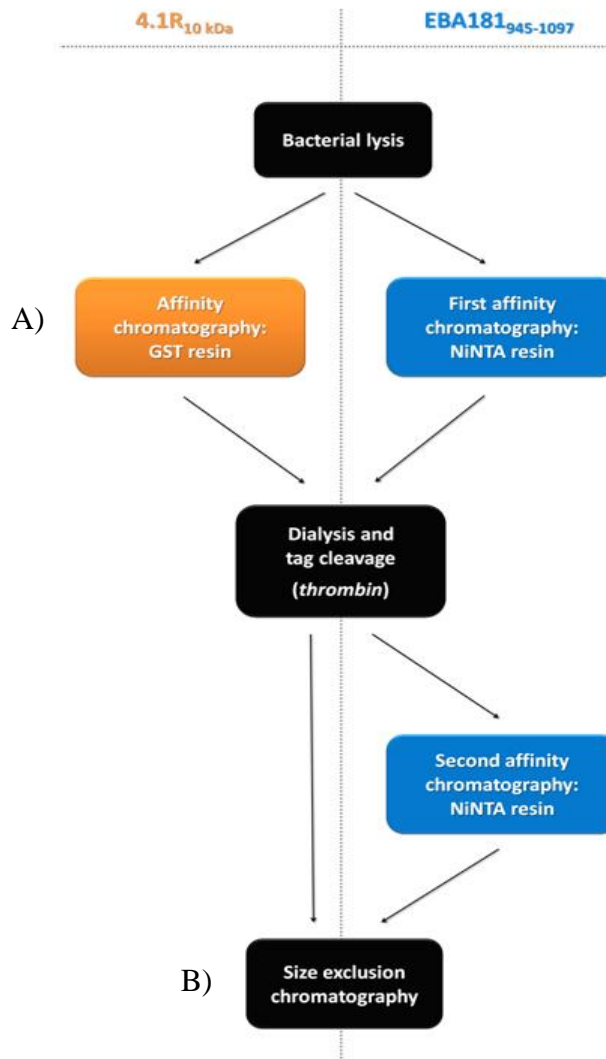 4.1R10 kDa
EBA181945-1097
Bacterial lysis
A)
Affinity
chromatography:
GST resin
First affinity
chromatography:
NiNTA resin
Dialysis and
tag cleavage
(thrombin)
Second affinity
chromatography:
NiNTA resin
B)
Size exclusion
chromatography